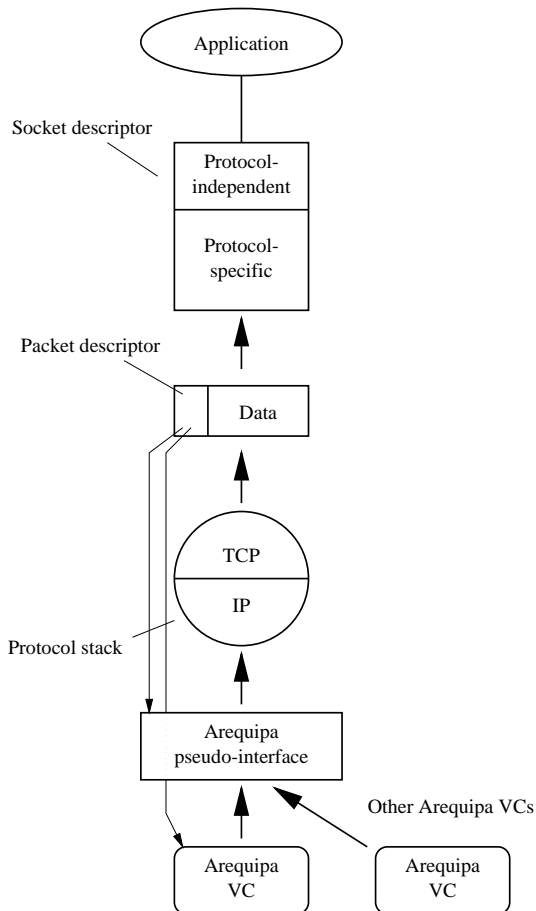 Application
Socket descriptor
Protocol-
independent
Protocol-
specific
Packet descriptor
Data
TCP
IP
Protocol stack
Arequipa
pseudo-interface
Other Arequipa VCs
Arequipa
VC
Arequipa
VC